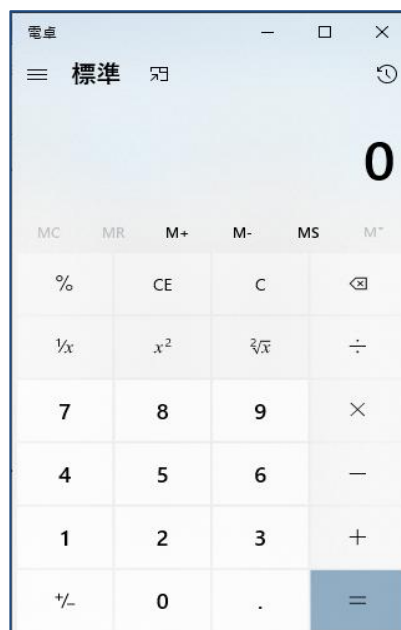 電卓
標準
0
MC MR M+ M- MS M˅
% CE C
¹/x x² ²√x ÷
7 8 9 ×
4 5 6 −
1 2 3 +
+/− 0 . =